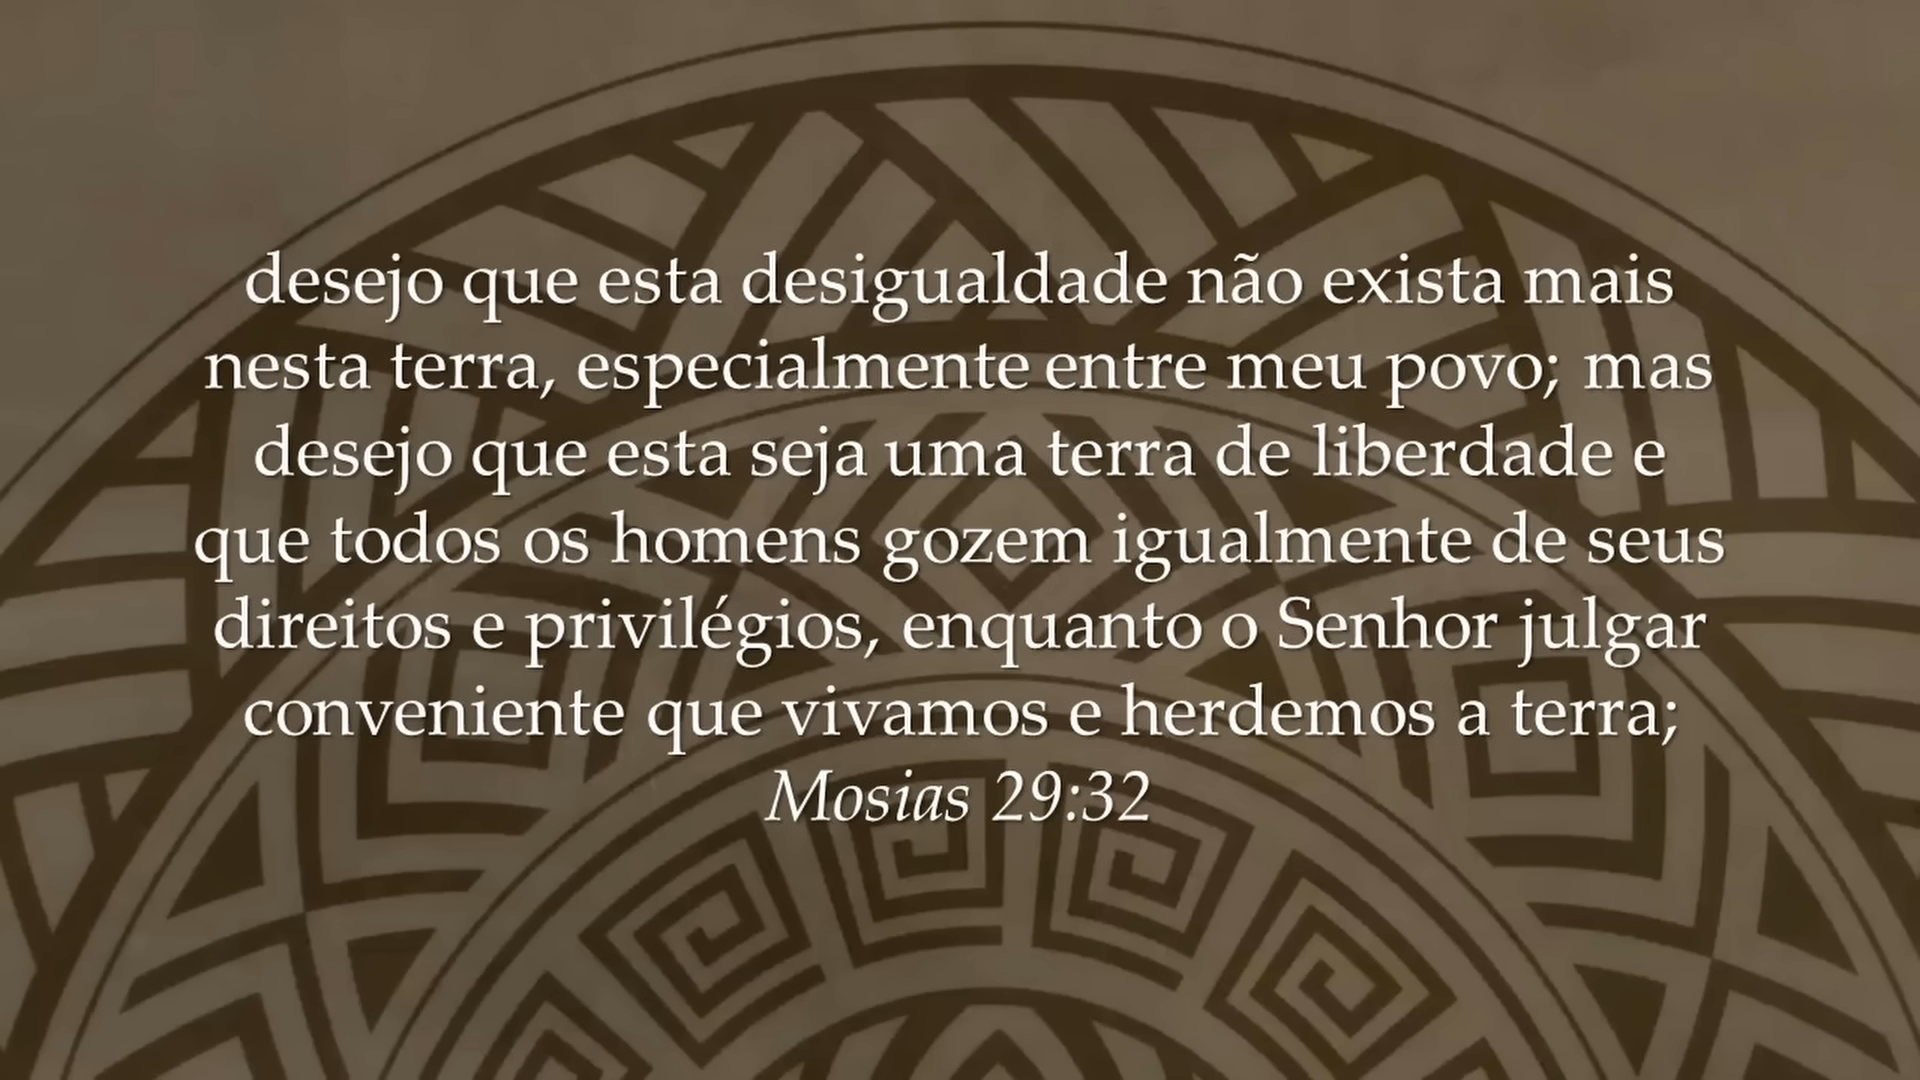 desejo que esta desigualdade não exista mais
nesta terra, especialmente entre meu povo; mas
desejo que esta seja uma terra de liberdade e
que todos os homens gozem igualmente de seus
direitos e privilégios, enquanto o Senhor julgar
conveniente que vivamos e herdemos a terra;
Mosias 29:32